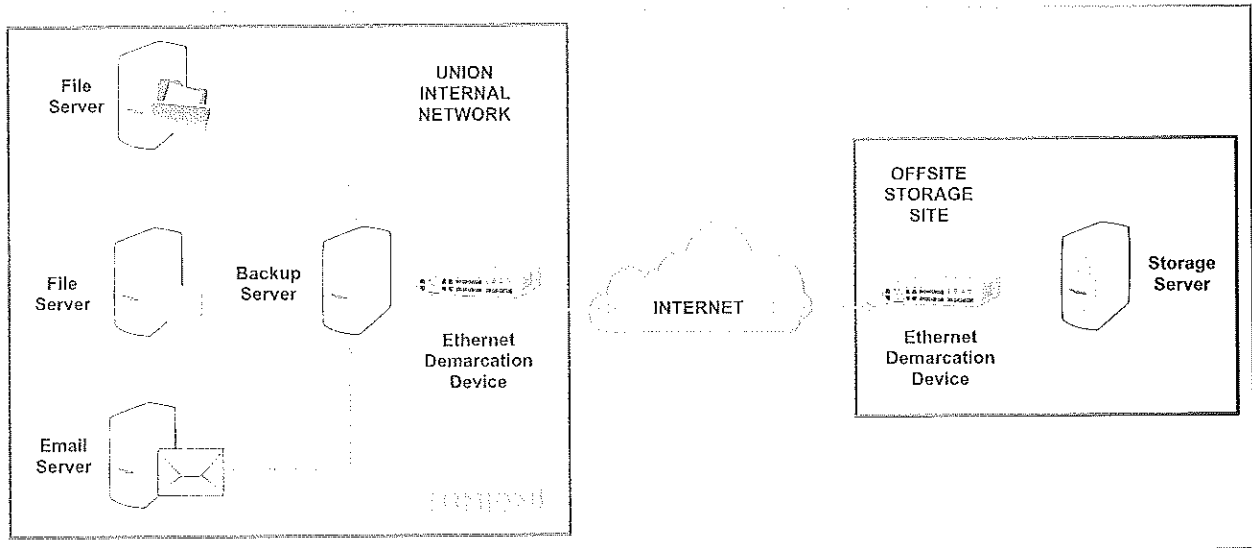 File
Server
UNION
INTERNAL
NETWORK
File
Server
Backup
Server
Ethernet
Demarcation
Device
Email
Server
INTERNET
OFFSITE
STORAGE
SITE
Storage
Server
Ethernet
Demarcation
Device